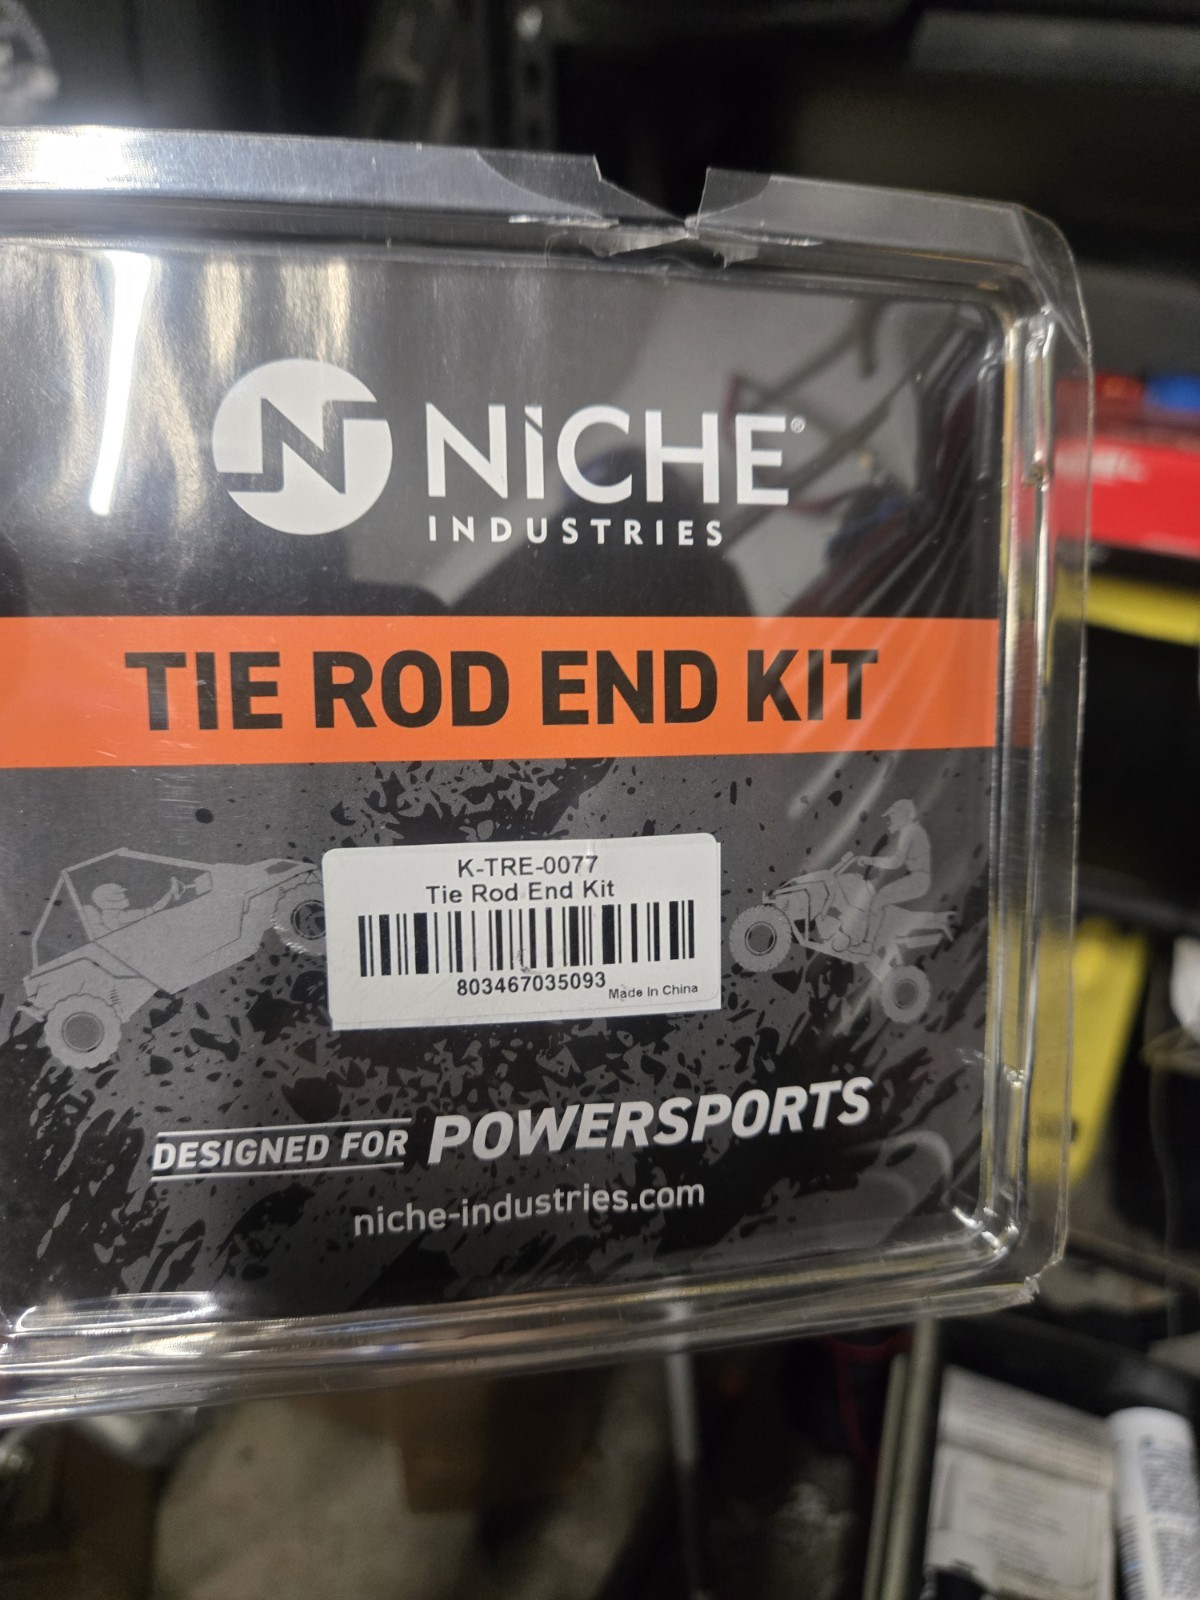 NiCHE®
INDUSTRIES
TIE ROD END KIT
K-TRE-0077
Tie Rod End Kit
803467035093
Made In China
DESIGNED FOR POWERSPORTS
niche-industries.com